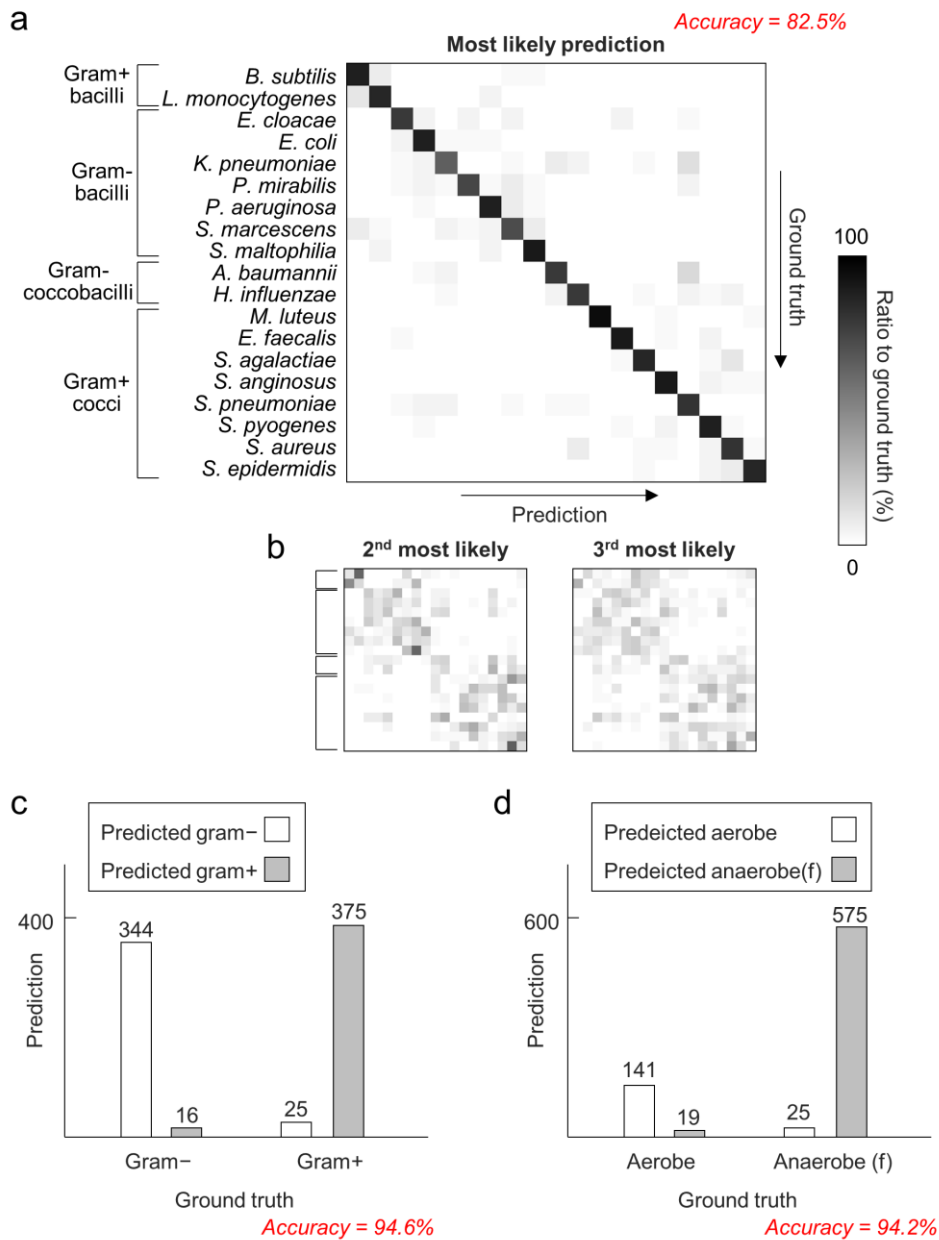 a
Accuracy = 82.5%
Most likely prediction
Gram+
bacilli
Gram-
bacilli
Gram-
coccobacilli
Gram+
cocci
B. subtilis
L. monocytogenes
E. cloacae
E. coli
K. pneumoniae
P. mirabilis
P. aeruginosa
S. marcescens
S. maltophilia
A. baumannii
H. influenzae
M. luteus
E. faecalis
S. agalactiae
S. anginosus
S. pneumoniae
S. pyogenes
S. aureus
S. epidermidis
Prediction
Ground truth
100
0
Ratio to ground truth (%)
b
2nd most likely
3rd most likely
c
Predicted gram−
Predicted gram+
400
Prediction
344
16
25
375
Gram−
Gram+
Ground truth
Accuracy = 94.6%
d
Predeicted aerobe
Predeicted anaerobe(f)
600
Prediction
141
19
25
575
Aerobe
Anaerobe (f)
Ground truth
Accuracy = 94.2%